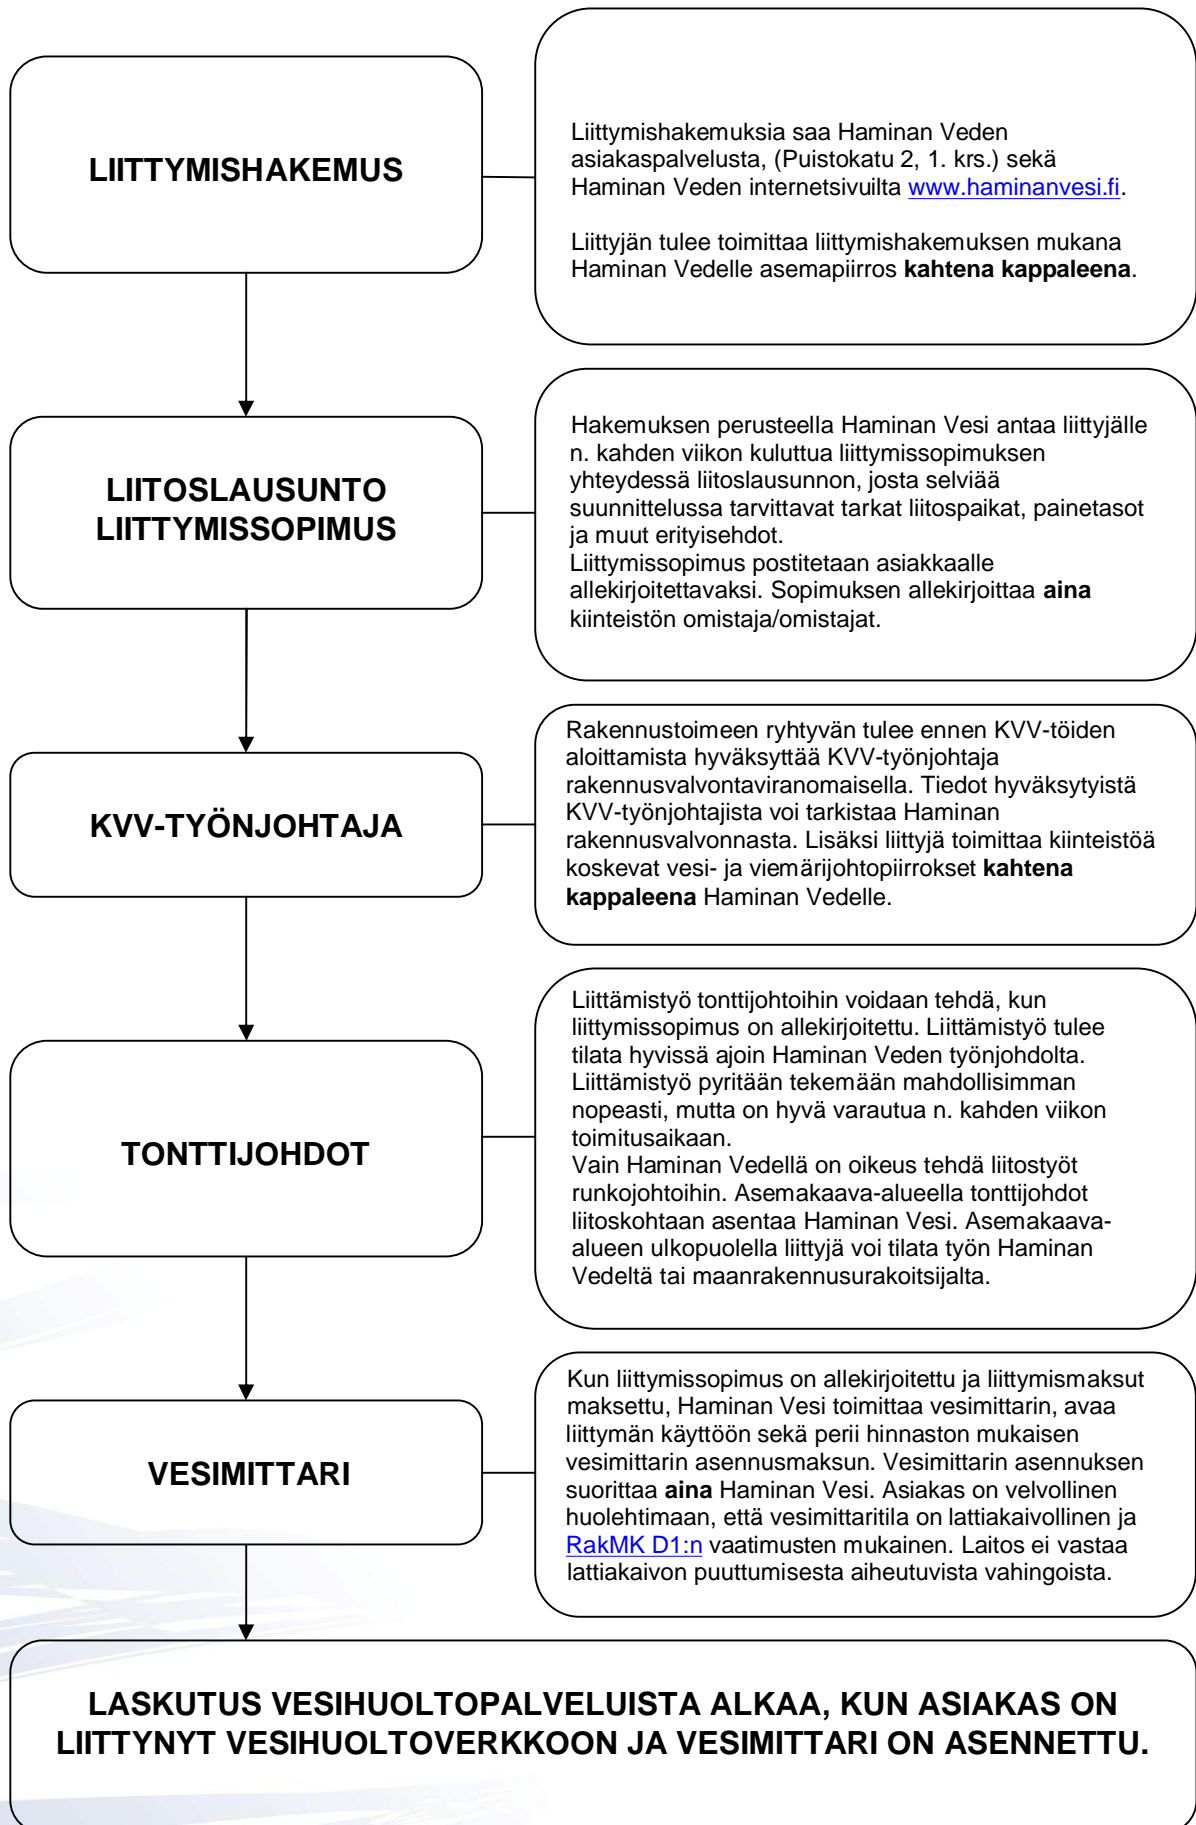 LIITTYMISHAKEMUS
Liittymishakemuksia saa Haminan Veden
asiakaspalvelusta, (Puistokatu 2, 1. krs.) sekä
Haminan Veden internetsivuilta www.haminanvesi.fi.
Liittyjän tulee toimittaa liittymishakemuksen mukana
Haminan Vedelle asemapiirros kahtena kappaleena.
LIITOSLAUSUNTO
LIITTYMISSOPIMUS
Hakemuksen perusteella Haminan Vesi antaa liittyjälle
n. kahden viikon kuluttua liittymissopimuksen
yhteydessä liitoslausunnon, josta selviää
suunnittelussa tarvittavat tarkat liitospaikat, painetasot
ja muut erityisehdot.
Liittymissopimus postitetaan asiakkaalle
allekirjoitettavaksi. Sopimuksen allekirjoittaa aina
kiinteistön omistaja/omistajat.
KVV-TYÖNJOHTAJA
Rakennustoimeen ryhtyvän tulee ennen KVV-töiden
aloittamista hyväksyttää KVV-työnjohtaja
rakennusvalvontaviranomaisella. Tiedot hyväksytyistä
KVV-työnjohtajista voi tarkistaa Haminan
rakennusvalvonnasta. Lisäksi liittyjä toimittaa kiinteistöä
koskevat vesi- ja viemärijohtopiirrokset kahtena
kappaleena Haminan Vedelle.
TONTTIJOHDOT
Liittämistyö tonttijohtoihin voidaan tehdä, kun
liittymissopimus on allekirjoitettu. Liittämistyö tulee
tilata hyvissä ajoin Haminan Veden työnjohdolta.
Liittämistyö pyritään tekemään mahdollisimman
nopeasti, mutta on hyvä varautua n. kahden viikon
toimitusaikaan.
Vain Haminan Vedellä on oikeus tehdä liitostyöt
runkojohtoihin. Asemakaava-alueella tonttijohdot
liitoskohtaan asentaa Haminan Vesi. Asemakaava-
alueen ulkopuolella liittyjä voi tilata työn Haminan
Vedeltä tai maanrakennusurakoitsijalta.
VESIMITTARI
Kun liittymissopimus on allekirjoitettu ja liittymismaksut
maksettu, Haminan Vesi toimittaa vesimittarin, avaa
liittymän käyttöön sekä perii hinnaston mukaisen
vesimittarin asennusmaksun. Vesimittarin asennuksen
suorittaa aina Haminan Vesi. Asiakas on velvollinen
huolehtimaan, että vesimittaritila on lattiakaivollinen ja
RakMK D1:n vaatimusten mukainen. Laitos ei vastaa
lattiakaivon puuttumisesta aiheutuvista vahingoista.
LASKUTUS VESIHUOLTOPALVELUISTA ALKAA, KUN ASIAKAS ON
LIITTYNYT VESIHUOLTOVERKKOON JA VESIMITTARI ON ASENNETTU.